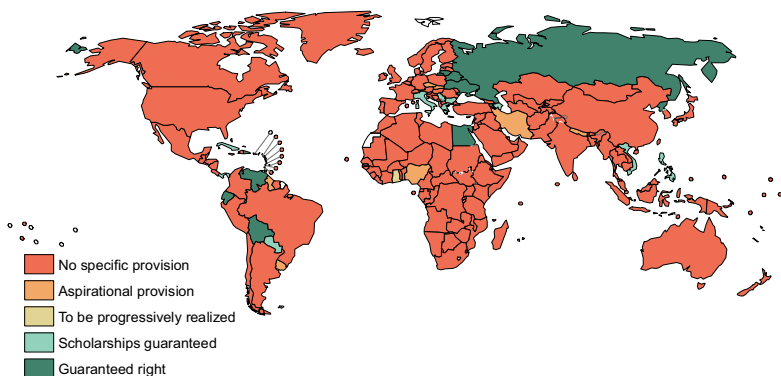 No specific provision
Aspirational provision
To be progressively realized
Scholarships guaranteed
Guaranteed right